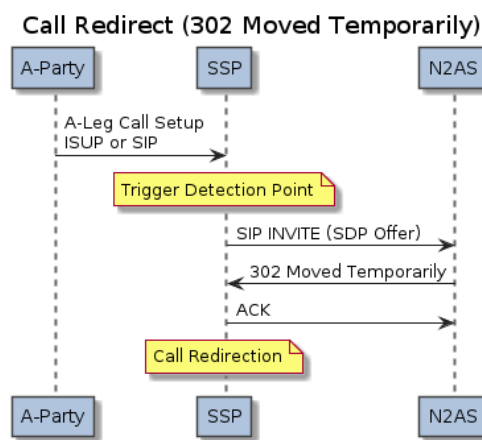 Call Redirect (302 Moved Temporarily)
A-Party SSP N2AS
A-Leg Call Setup
ISUP or SIP
Trigger Detection Point
SIP INVITE (SDP Offer)
302 Moved Temporarily
ACK
Call Redirection
A-Party SSP N2AS